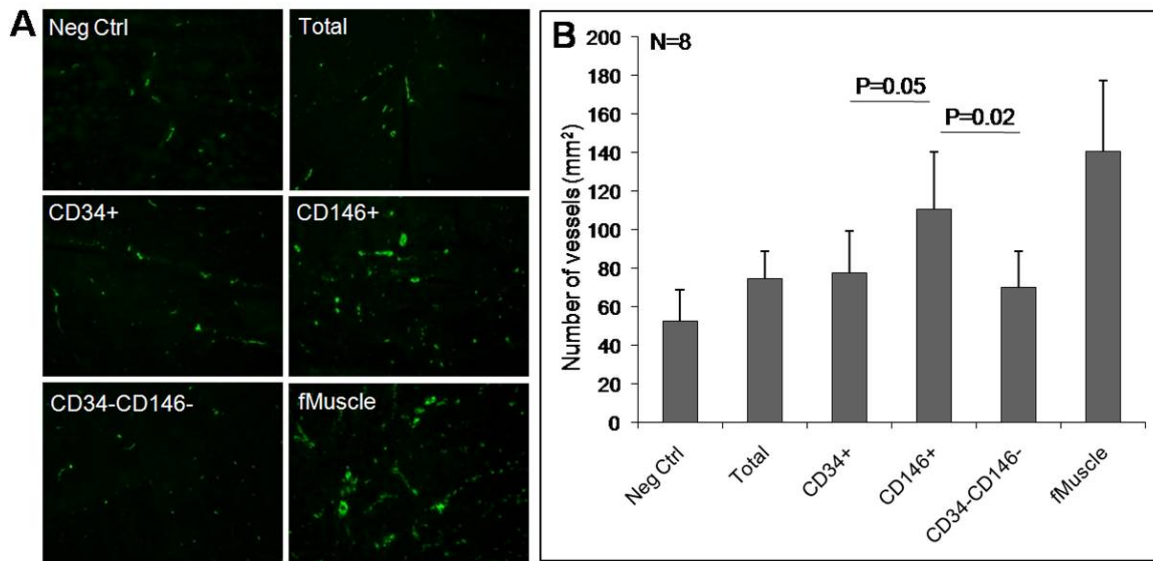 A
Neg Ctrl
Total
CD34+
CD146+
CD34-CD146-
fMuscle
B
N=8
P=0.05
P=0.02
Number of vessels (mm²)
200
180
160
140
120
100
80
60
40
20
0
Neg Ctrl
Total
CD34+
CD146+
CD34-CD146-
fMuscle